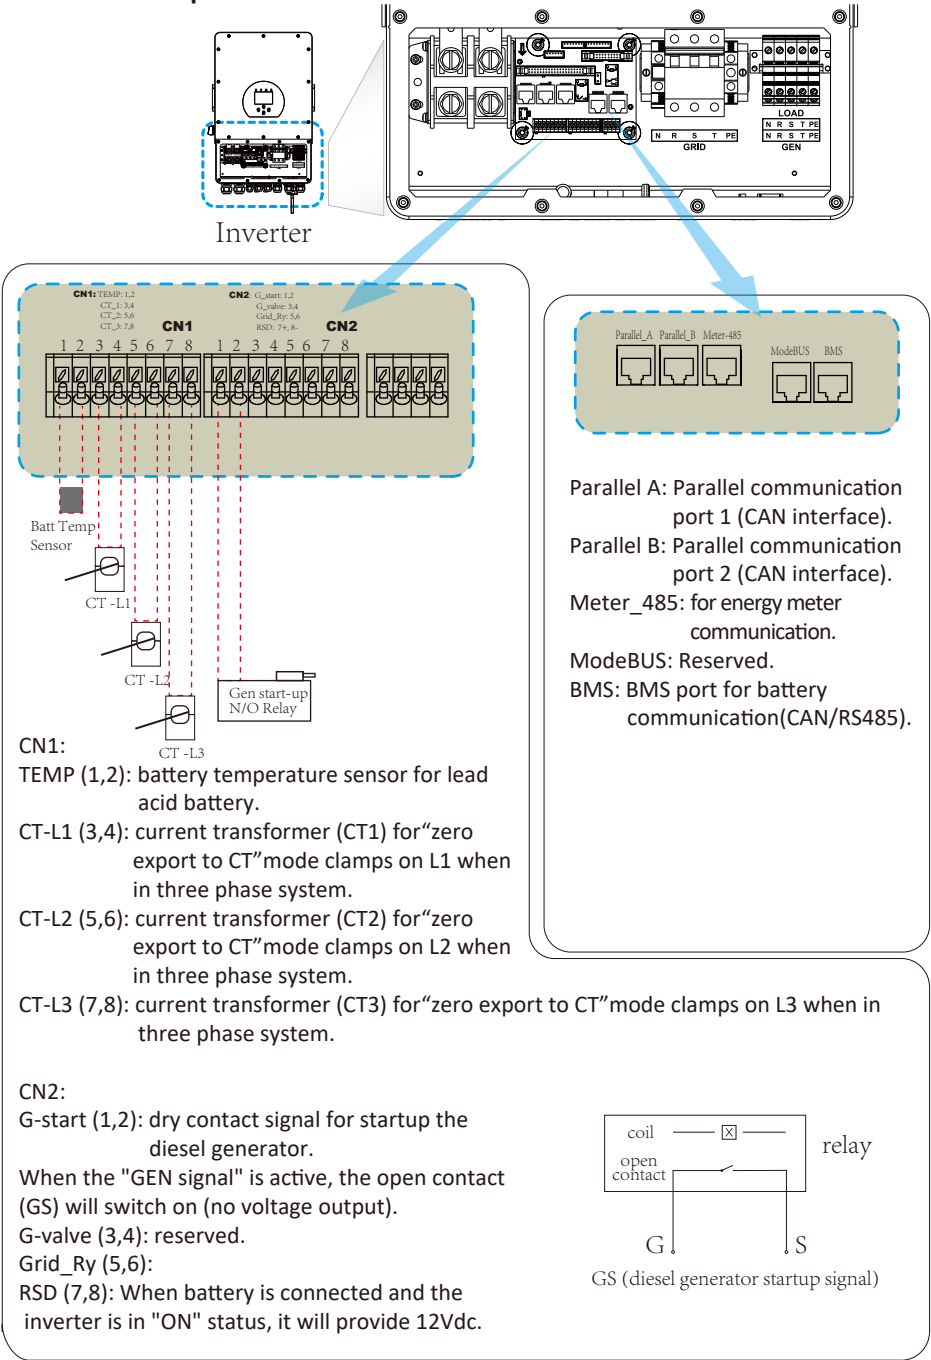 LOAD
N R S T PE
N R S T PE
GEN
N R S T PE
GRID
Inverter
CN1: TEMP: 1,2
CT_1: 3,4
CT_2: 5,6
CT_3: 7,8
CN1
CN2: G_start: 1,2
G_valve: 3,4
Grid_Ry: 5,6
RSD: 7+, 8-
CN2
1 2 3 4 5 6 7 8
1 2 3 4 5 6 7 8
Batt Temp
Sensor
CT -L1
CT -L2
CT -L3
Gen start-up
N/O Relay
Parallel_A Parallel_B Meter-485
ModeBUS BMS
Parallel A: Parallel communication
port 1 (CAN interface).
Parallel B: Parallel communication
port 2 (CAN interface).
Meter_485: for energy meter
communication.
ModeBUS: Reserved.
BMS: BMS port for battery
communication(CAN/RS485).
CN1:
TEMP (1,2): battery temperature sensor for lead
acid battery.
CT-L1 (3,4): current transformer (CT1) for“zero
export to CT”mode clamps on L1 when
in three phase system.
CT-L2 (5,6): current transformer (CT2) for“zero
export to CT”mode clamps on L2 when
in three phase system.
CT-L3 (7,8): current transformer (CT3) for“zero export to CT”mode clamps on L3 when in
three phase system.
CN2:
G-start (1,2): dry contact signal for startup the
diesel generator.
When the "GEN signal" is active, the open contact
(GS) will switch on (no voltage output).
G-valve (3,4): reserved.
Grid_Ry (5,6):
RSD (7,8): When battery is connected and the
inverter is in "ON" status, it will provide 12Vdc.
coil
open
contact
relay
G S
GS (diesel generator startup signal)